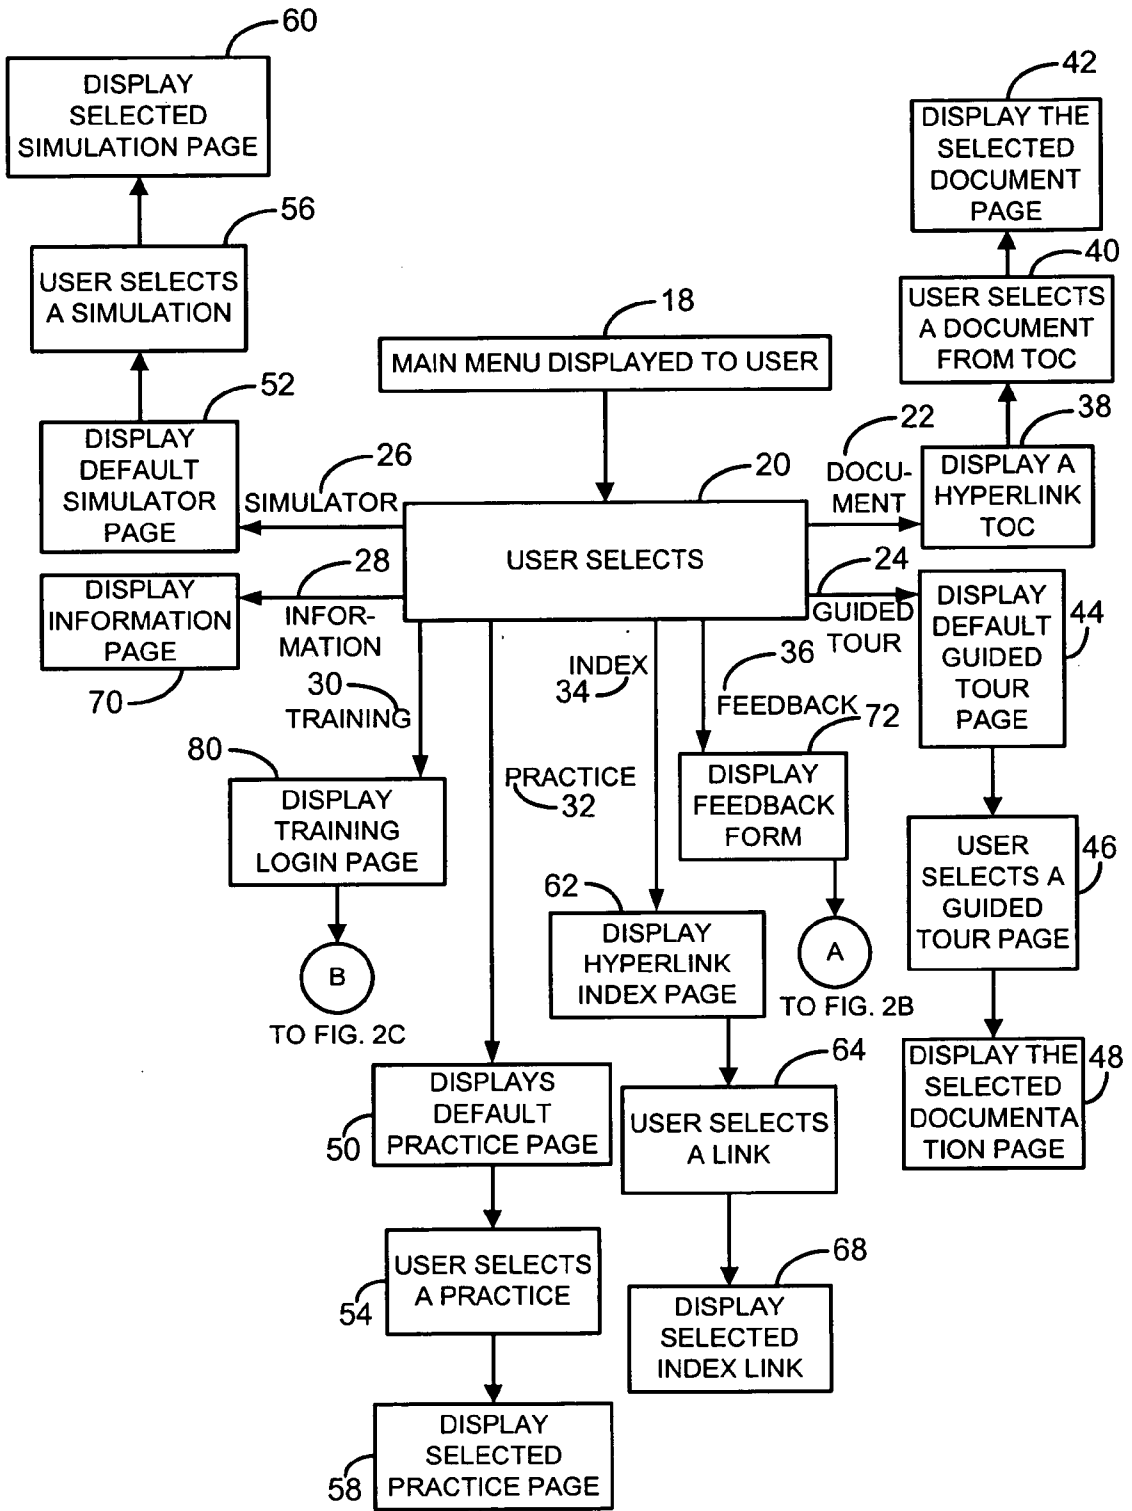 60
DISPLAY
SELECTED
SIMULATION PAGE
42
DISPLAY THE
SELECTED
DOCUMENT
PAGE
56
USER SELECTS
A SIMULATION
40
USER SELECTS
A DOCUMENT
FROM TOC
18
MAIN MENU DISPLAYED TO USER
52
DISPLAY
DEFAULT
SIMULATOR
PAGE
38
DISPLAY A
HYPERLINK
TOC
26
SIMULATOR
20
USER SELECTS
22
DOCU-
MENT
28
INFOR-
MATION
DISPLAY
INFORMATION
PAGE
70
24
GUIDED
TOUR
DISPLAY
DEFAULT
GUIDED
TOUR
PAGE
44
30
TRAINING
INDEX
34
36
FEEDBACK
72
DISPLAY
FEEDBACK
FORM
80
DISPLAY
TRAINING
LOGIN PAGE
PRACTICE
32
USER
SELECTS A
GUIDED
TOUR PAGE
46
62
DISPLAY
HYPERLINK
INDEX PAGE
A
TO FIG. 2B
B
TO FIG. 2C
DISPLAY THE
SELECTED
DOCUMENTA
TION PAGE
48
DISPLAYS
DEFAULT
PRACTICE PAGE
50
64
USER SELECTS
A LINK
USER SELECTS
A PRACTICE
54
68
DISPLAY
SELECTED
INDEX LINK
DISPLAY
SELECTED
PRACTICE PAGE
58